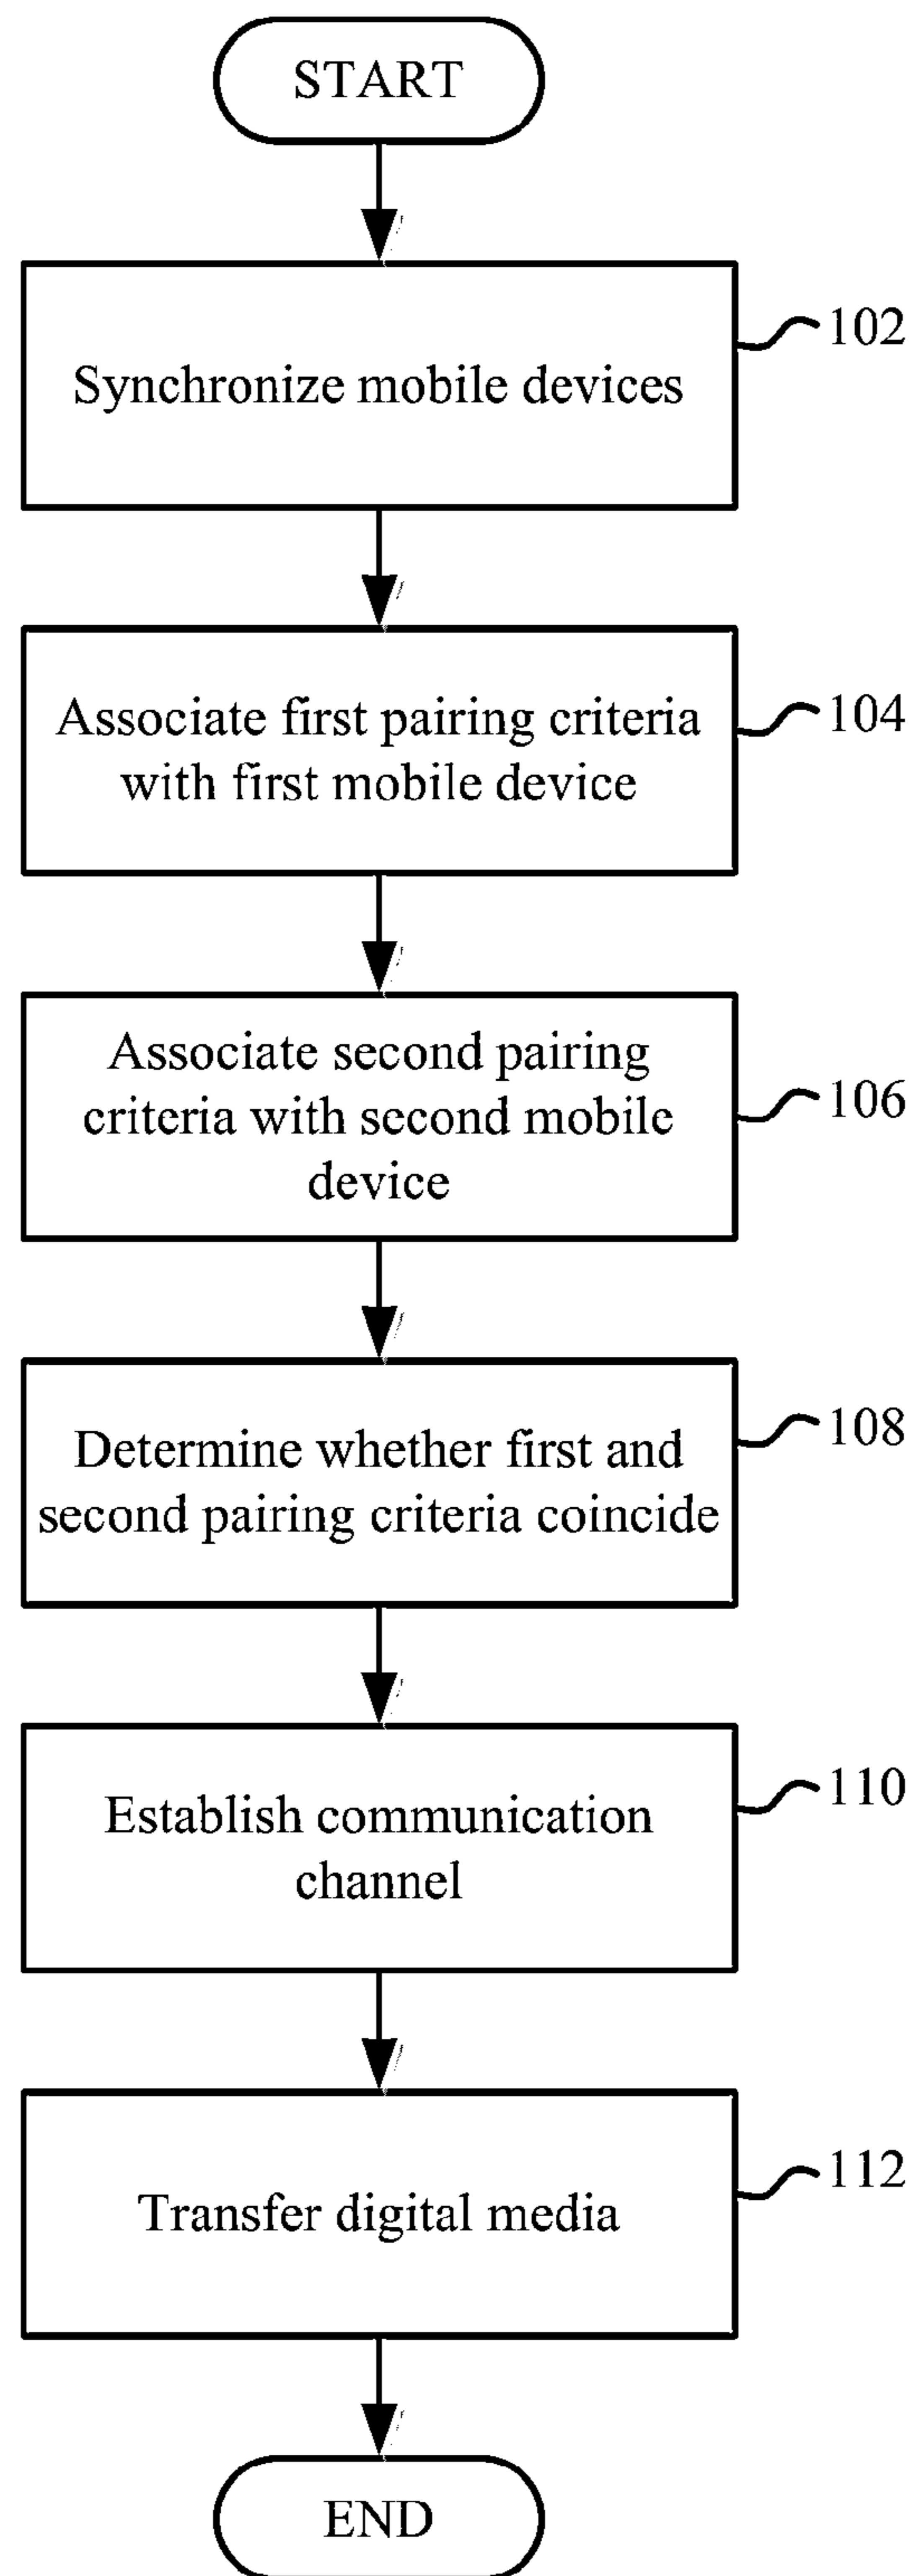 START
Synchronize mobile devices
102
Associate first pairing criteria
with first mobile device
104
Associate second pairing
criteria with second mobile
device
106
Determine whether first and
second pairing criteria coincide
108
Establish communication
channel
110
Transfer digital media
112
END